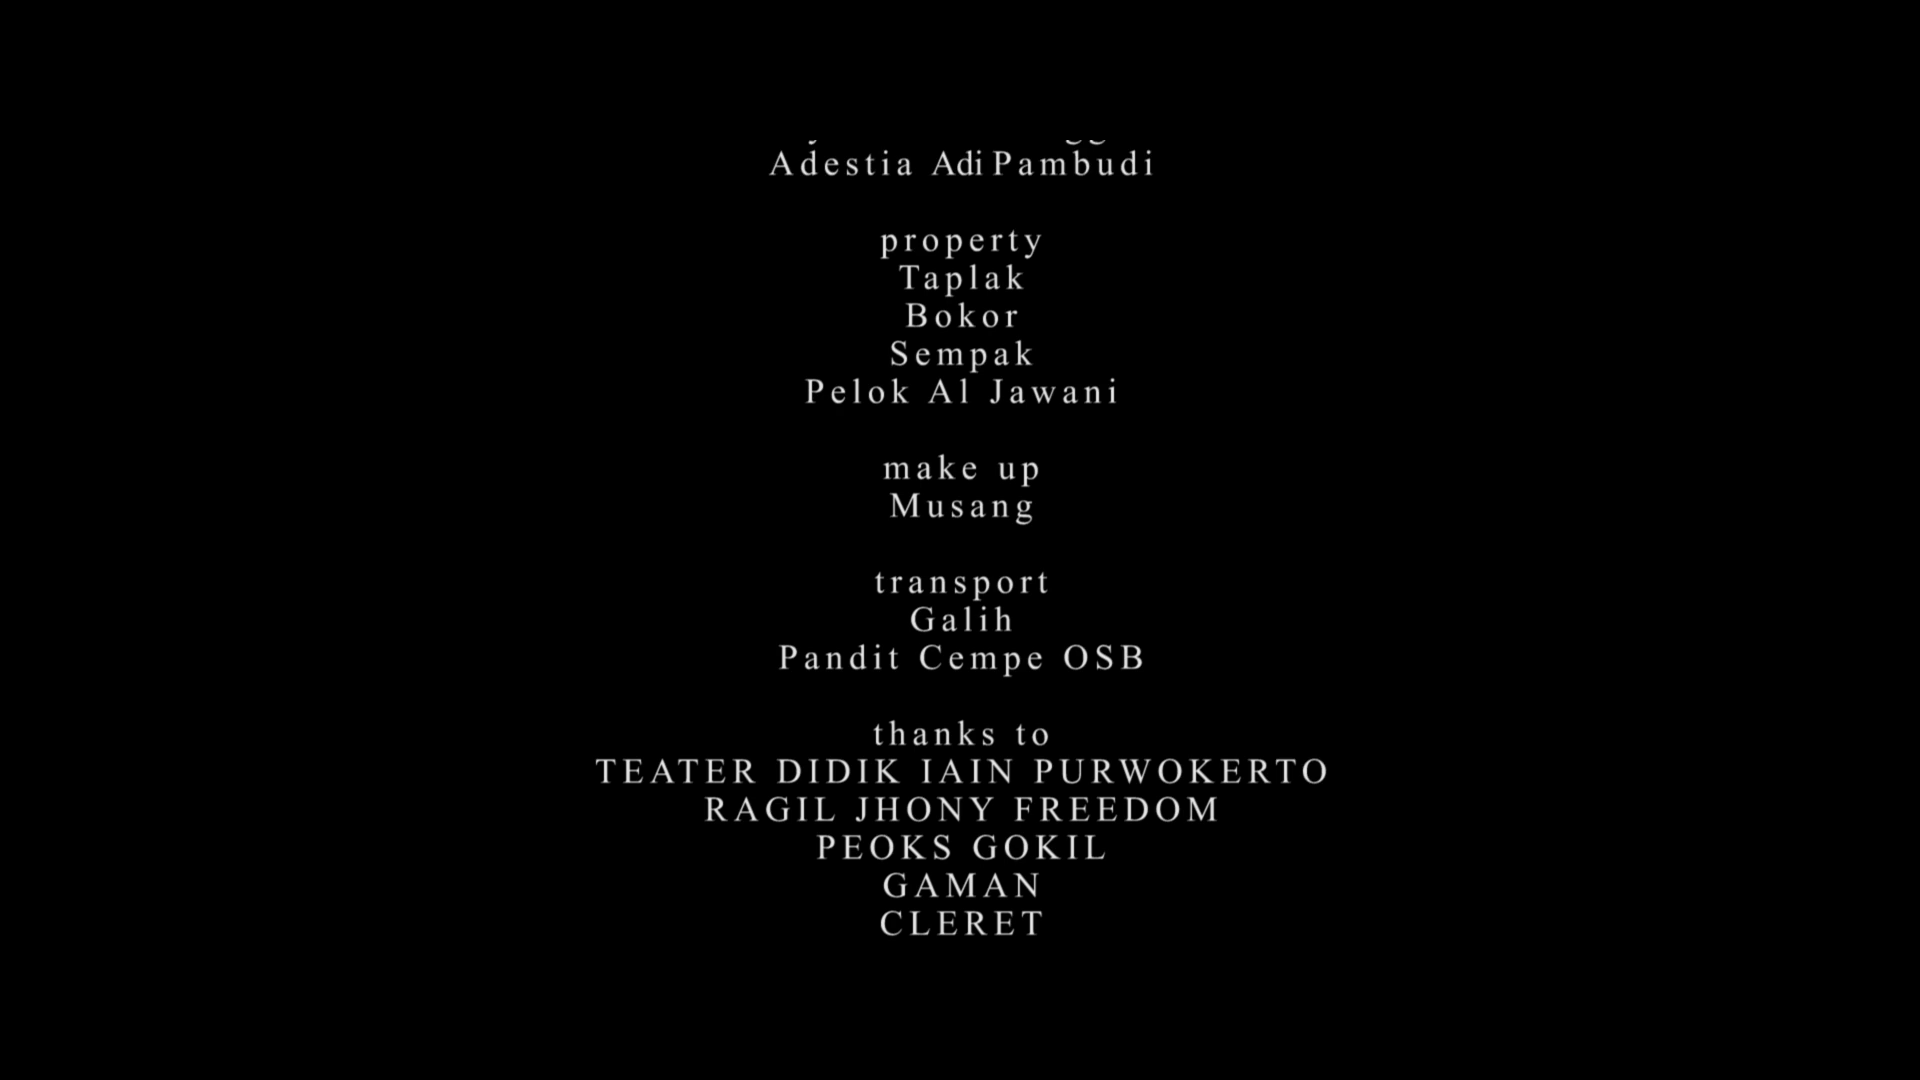 Adestia Adi Pambudi
property
Taplak
Bokor
Sempak
Pelok Al Jawani
make up
Musang
transport
Galih
Pandit Cempe OSB
thanks to
TEATER DIDIK IAIN PURWOKERTO
RAGIL JHONY FREEDOM
PEOKS GOKIL
GAMAN
CLERET